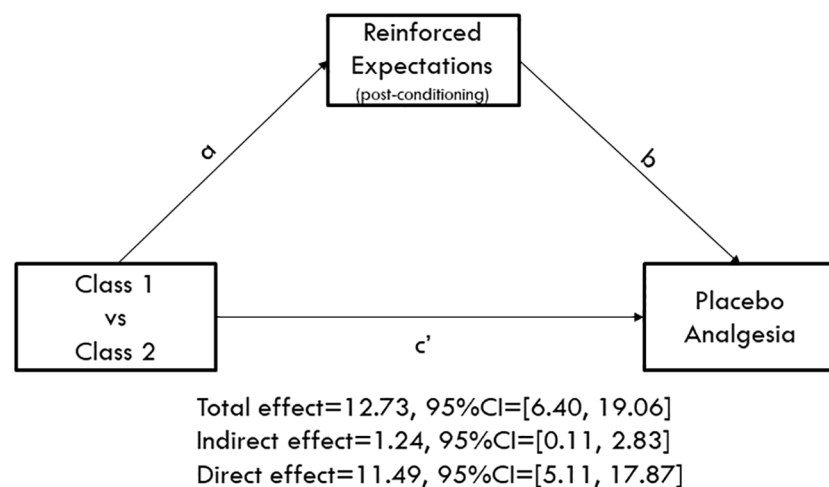 Reinforced
Expectations
(post-conditioning)
a
b
Class 1
vs
Class 2
Placebo
Analgesia
c'
Total effect=12.73, 95%CI=[6.40, 19.06]
Indirect effect=1.24, 95%CI=[0.11, 2.83]
Direct effect=11.49, 95%CI=[5.11, 17.87]